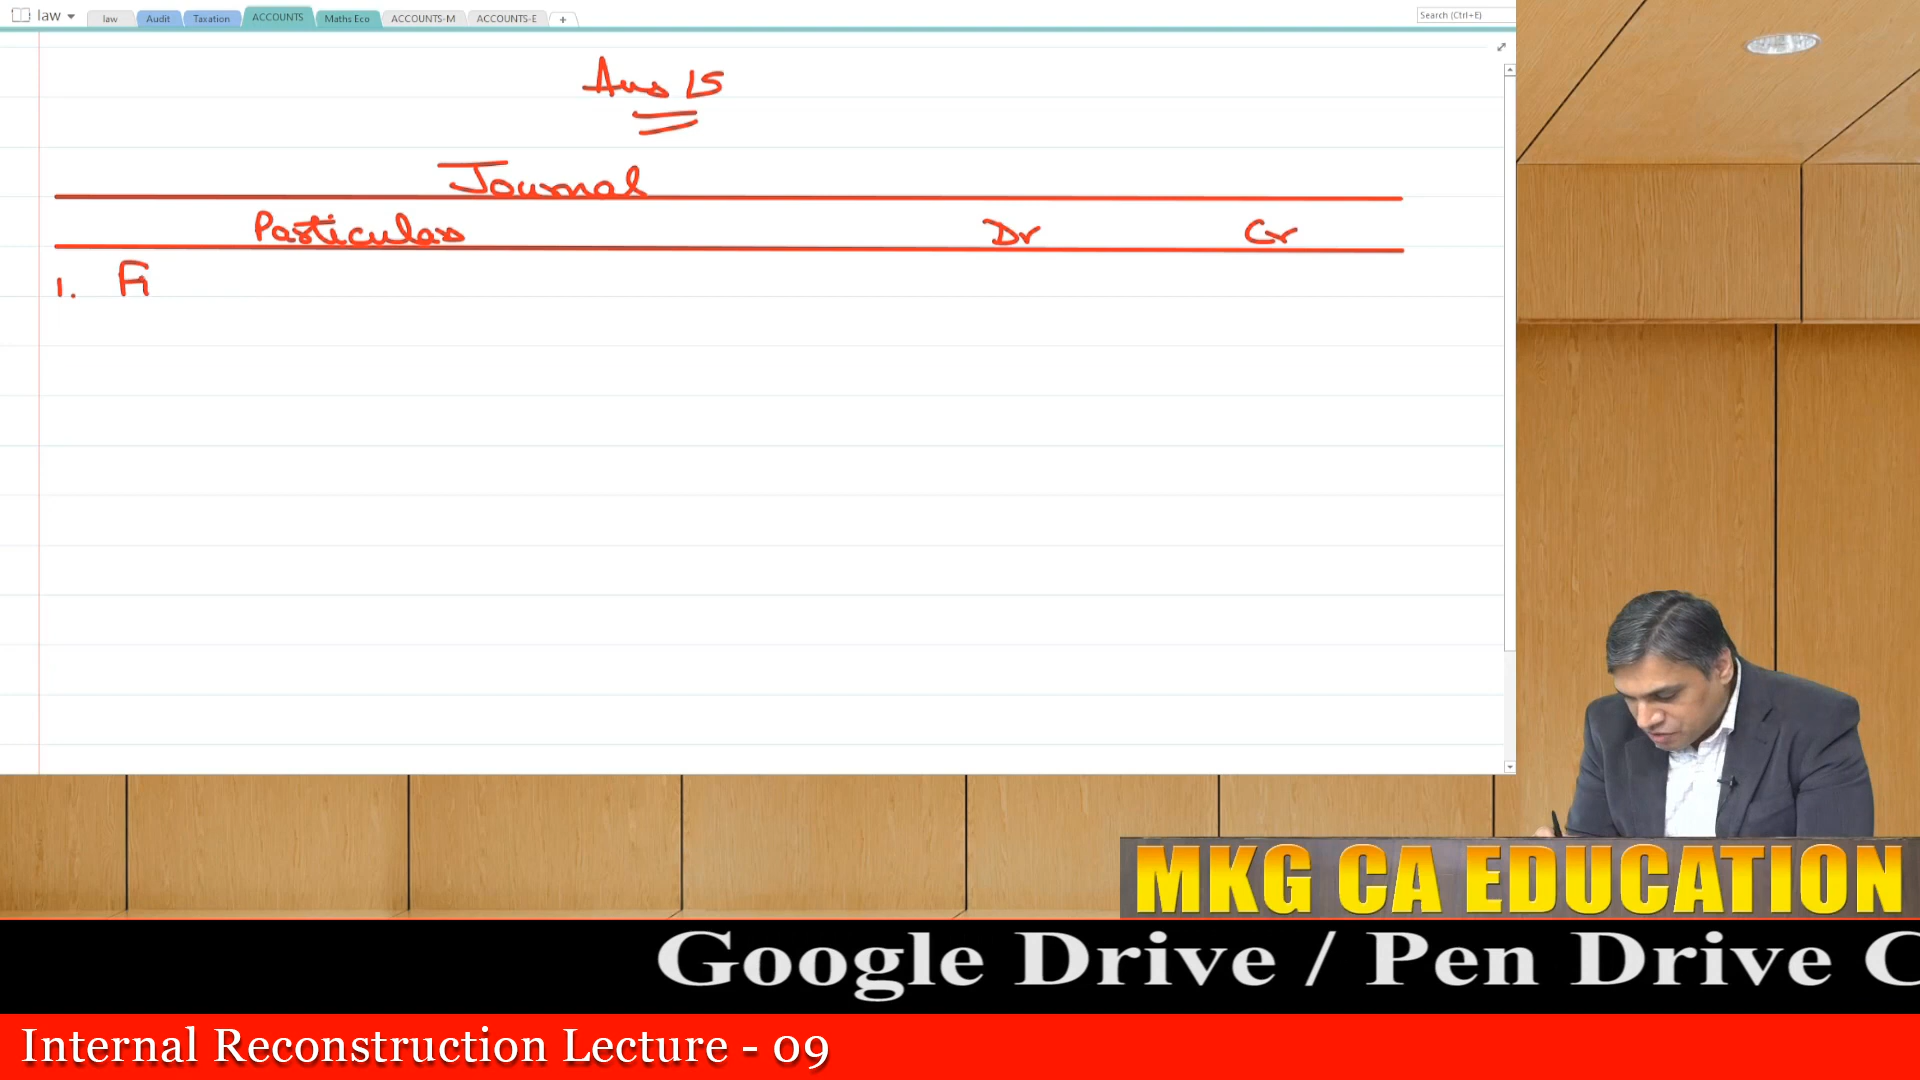 law
law Audit Taxation ACCOUNTS Maths Eco ACCOUNTS-M ACCOUNTS-E +
Search (Ctrl+E)
Ans 15
Journal
Particulars Dr Cr
1. Fi
MKG CA EDUCATION
Google Drive / Pen Drive C
Internal Reconstruction Lecture - 09